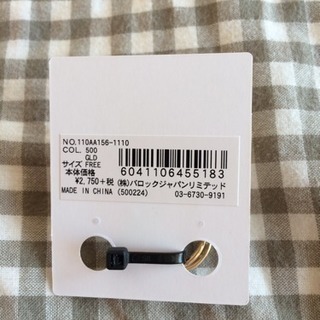 NO.110AA156-1110
COL. 500
GLD
サイズ FREE
本体価格
¥2,750+税
6041106455183
(株)バロックジャパンリミテッド
MADE IN CHINA (500224)
03-6730-9191